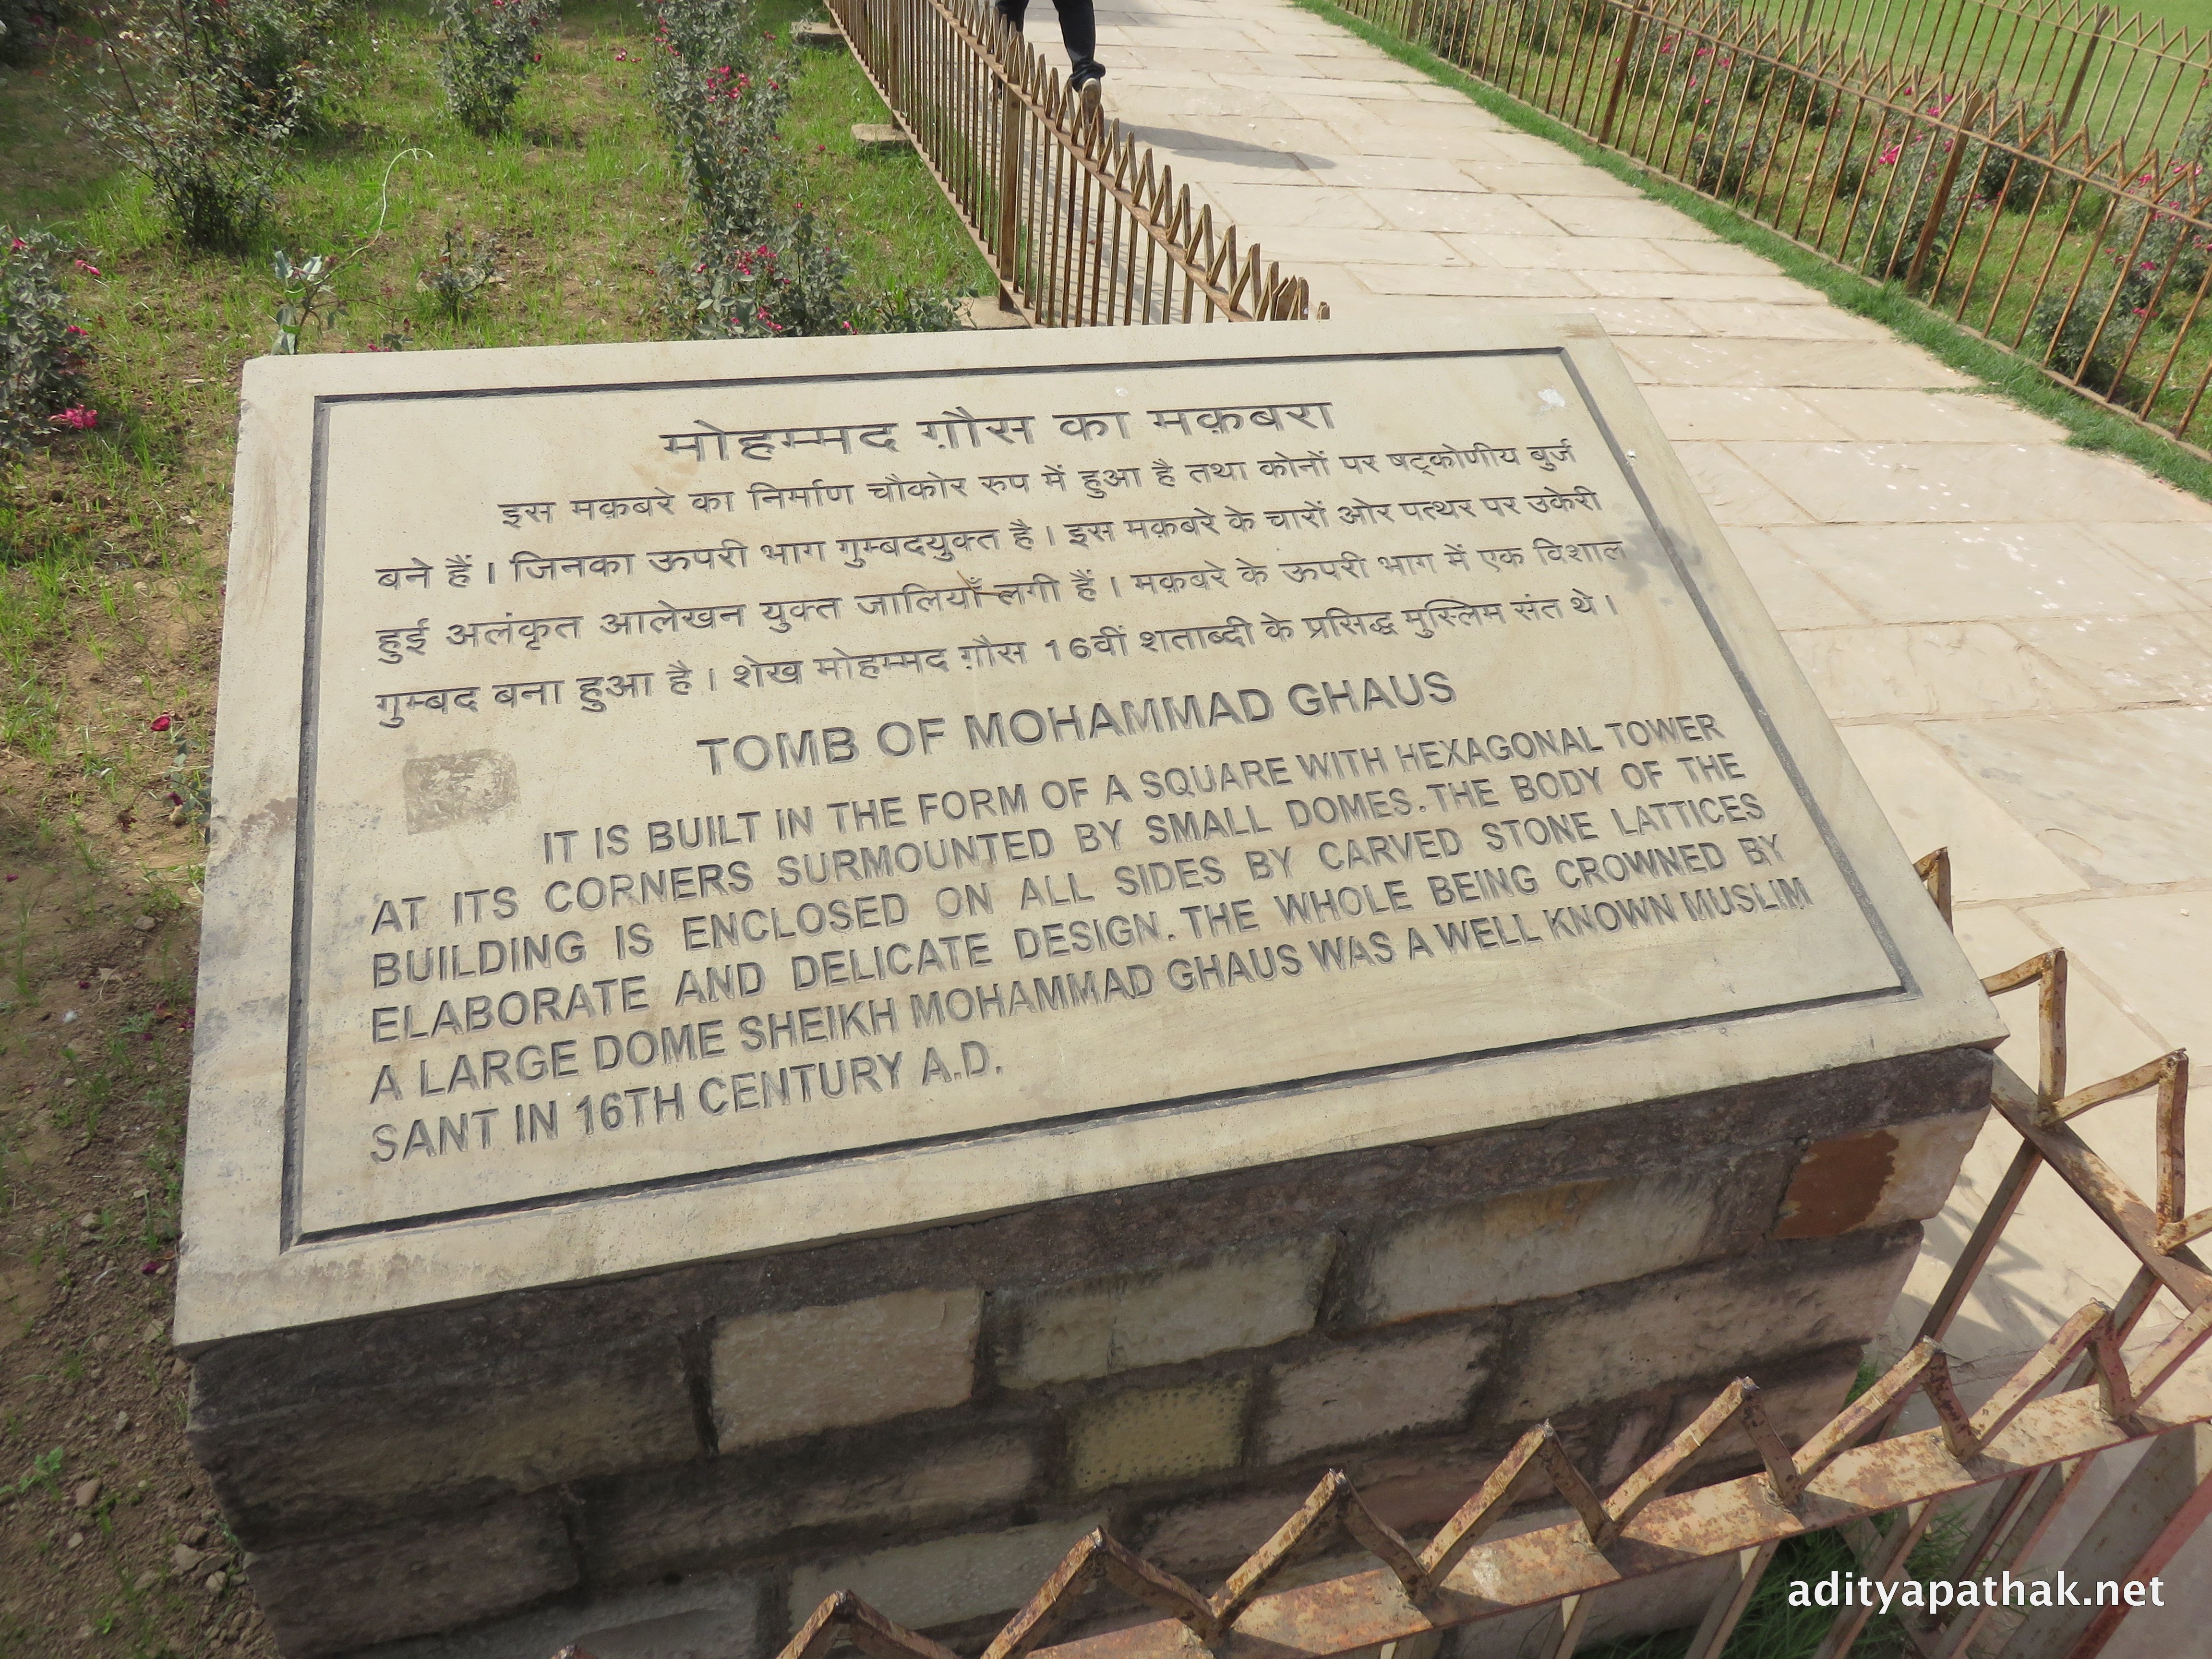 मोहम्मद ग़ौस का मक़बरा
इस मक़बरे का निर्माण चौकोर रुप में हुआ है तथा कोनों पर षट्कोणीय बुर्ज
बने हैं । जिनका ऊपरी भाग गुम्बदयुक्त है । इस मक़बरे के चारों ओर पत्थर पर उकेरी
हुई अलंकृत आलेखन युक्त जालियाँ लगी हैं । मक़बरे के ऊपरी भाग में एक विशाल
गुम्बद बना हुआ है । शेख मोहम्मद ग़ौस 16वीं शताब्दी के प्रसिद्ध मुस्लिम संत थे ।
TOMB OF MOHAMMAD GHAUS
IT IS BUILT IN THE FORM OF A SQUARE WITH HEXAGONAL TOWER
AT ITS CORNERS SURMOUNTED BY SMALL DOMES. THE BODY OF THE
BUILDING IS ENCLOSED ON ALL SIDES BY CARVED STONE LATTICES
ELABORATE AND DELICATE DESIGN. THE WHOLE BEING CROWNED BY
A LARGE DOME SHEIKH MOHAMMAD GHAUS WAS A WELL KNOWN MUSLIM
SANT IN 16TH CENTURY A.D.
adityapathak.net